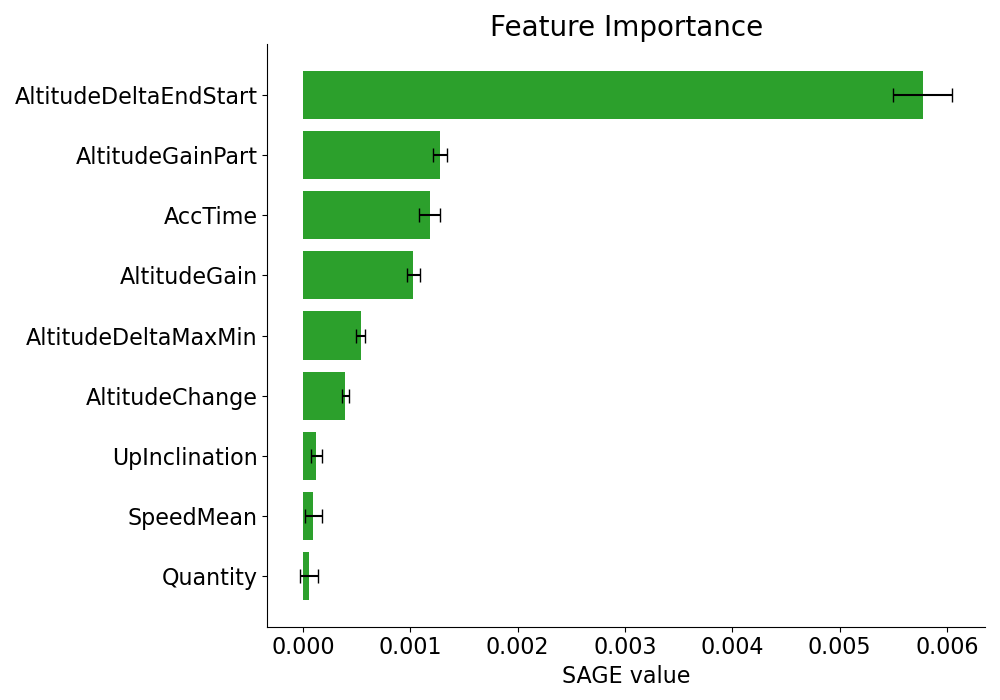 Feature Importance
AltitudeDeltaEndStart
AltitudeGainPart
AccTime
AltitudeGain
AltitudeDeltaMaxMin
AltitudeChange
UpInclination
SpeedMean
Quantity
0.000 0.001 0.002 0.003 0.004 0.005 0.006
SAGE value